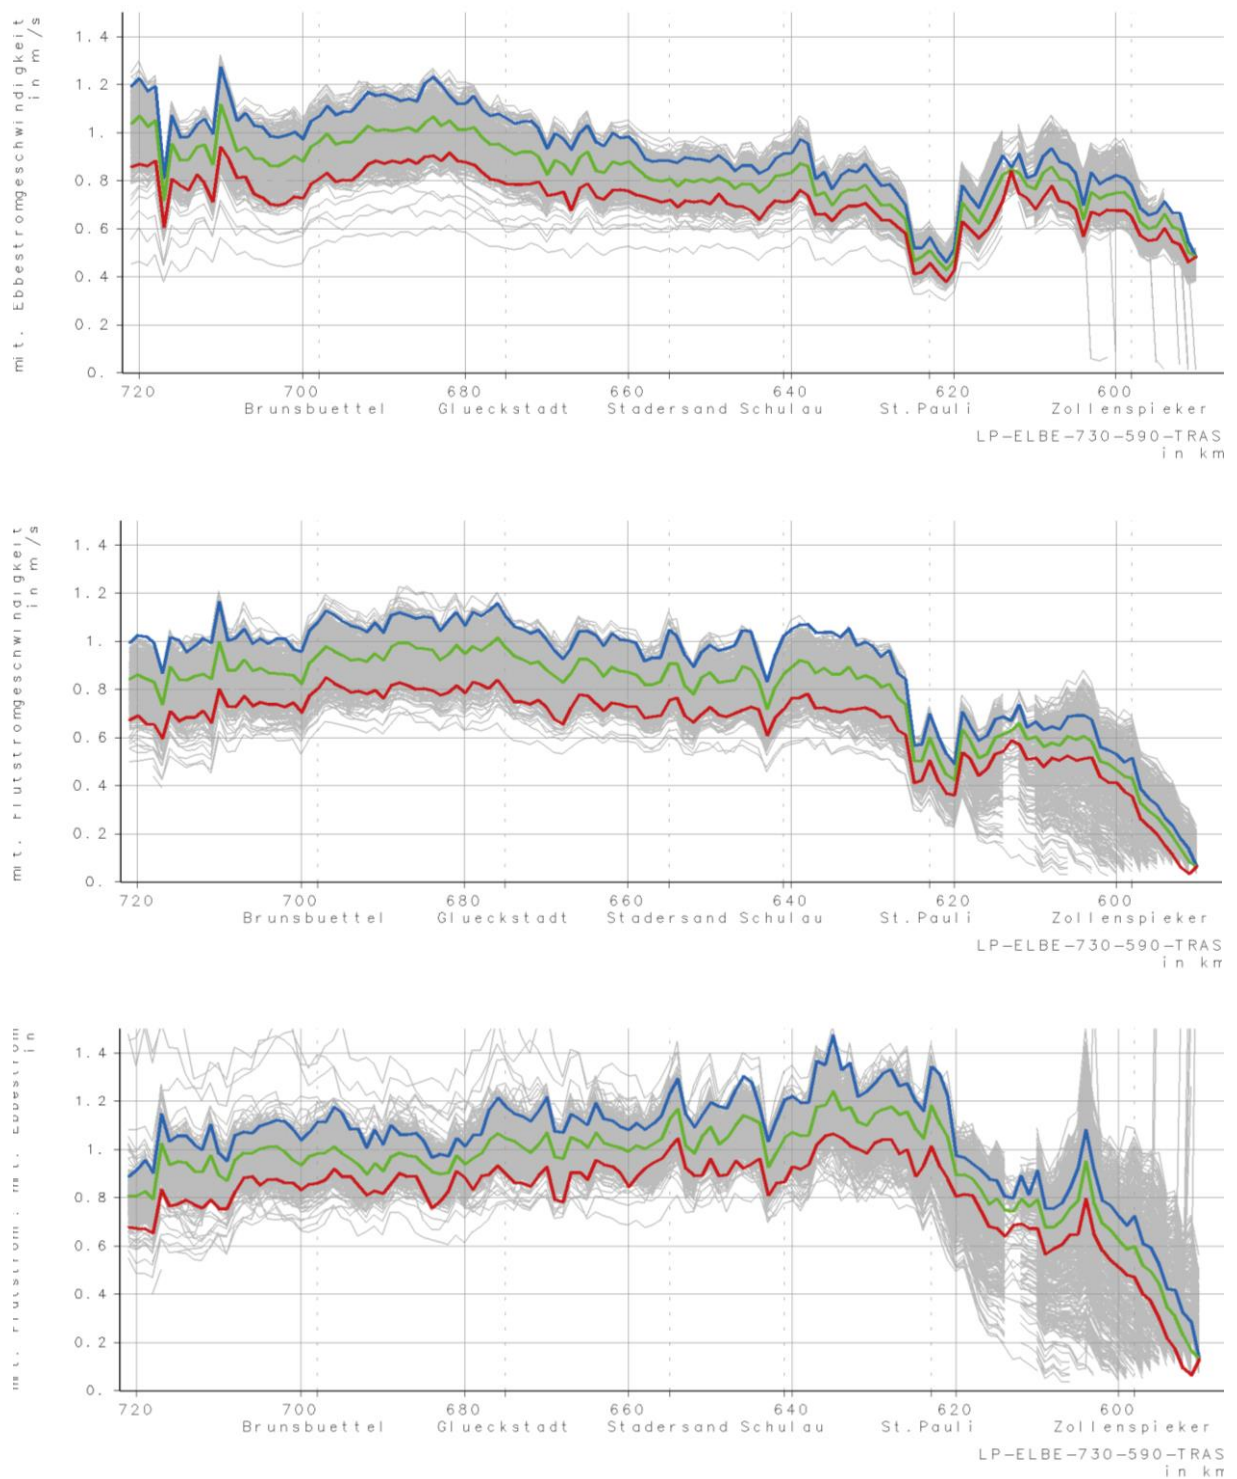 mit. Ebbestromgeschwindigkeit
in m/s
1.4
1.2
1.
0.8
0.6
0.4
0.2
0.
720 700 680 660 640 620 600
Brunsbuettel Glueckstadt Stadersand Schulau St.Pauli Zollenspieker
LP-ELBE-730-590-TRAS
in km
mit. Flutstromgeschwindigkeit
in m/s
1.4
1.2
1.
0.8
0.6
0.4
0.2
0.
720 700 680 660 640 620 600
Brunsbuettel Glueckstadt Stadersand Schulau St.Pauli Zollenspieker
LP-ELBE-730-590-TRAS
in km
mit. Flutstrom : mit. Ebbestrom
in
1.4
1.2
1.
0.8
0.6
0.4
0.2
0.
720 700 680 660 640 620 600
Brunsbuettel Glueckstadt Stadersand Schulau St.Pauli Zollenspieker
LP-ELBE-730-590-TRAS
in km